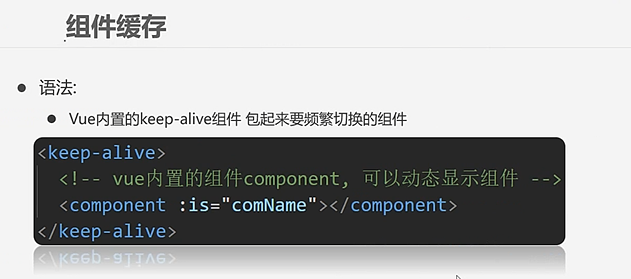 组件缓存
语法:
Vue内置的keep-alive组件 包起来要频繁切换的组件
<keep-alive>
<!-- vue内置的组件component, 可以动态显示组件 -->
<component :is="comName"></component>
</keep-alive>